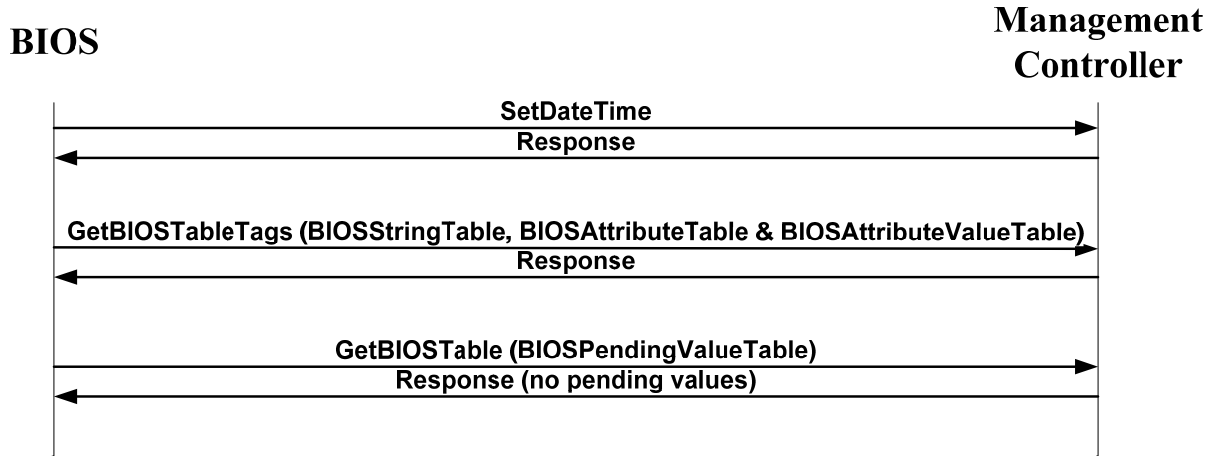 BIOS
Management
Controller
SetDateTime
Response
GetBIOSTableTags (BIOSStringTable, BIOSAttributeTable & BIOSAttributeValueTable)
Response
GetBIOSTable (BIOSPendingValueTable)
Response (no pending values)